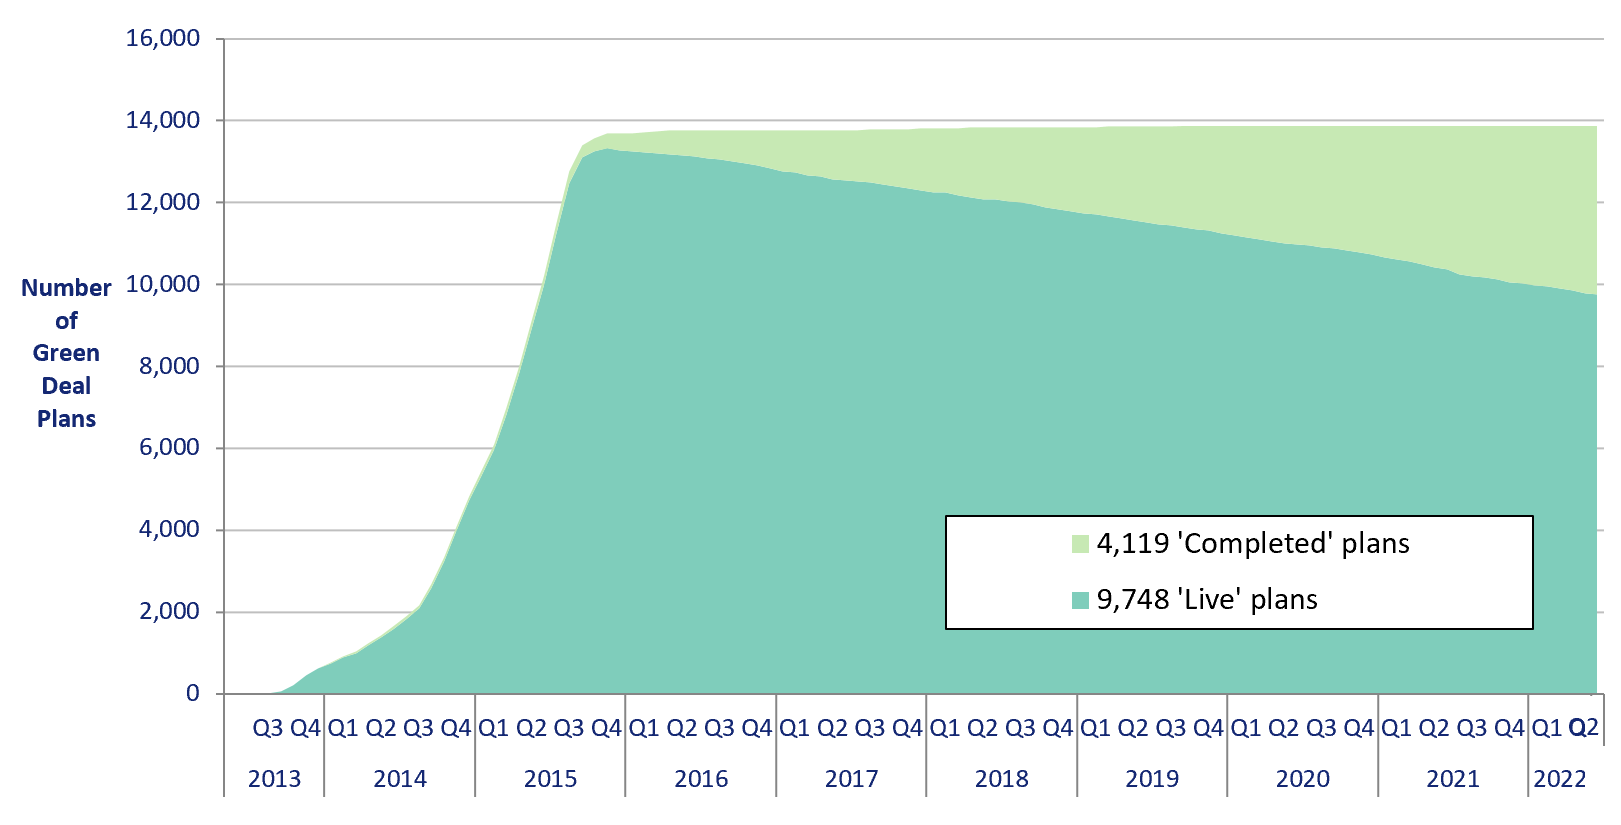 16,000
14,000
12,000
10,000
8,000
6,000
4,000
2,000
0
Number
of
Green
Deal
Plans
4,119 'Completed' plans
9,748 'Live' plans
Q3 Q4 Q1 Q2 Q3 Q4 Q1 Q2 Q3 Q4 Q1 Q2 Q3 Q4 Q1 Q2 Q3 Q4 Q1 Q2 Q3 Q4 Q1 Q2 Q3 Q4 Q1 Q2 Q3 Q4 Q1 Q2 Q3 Q4 Q1 Q2
2013 2014 2015 2016 2017 2018 2019 2020 2021 2022